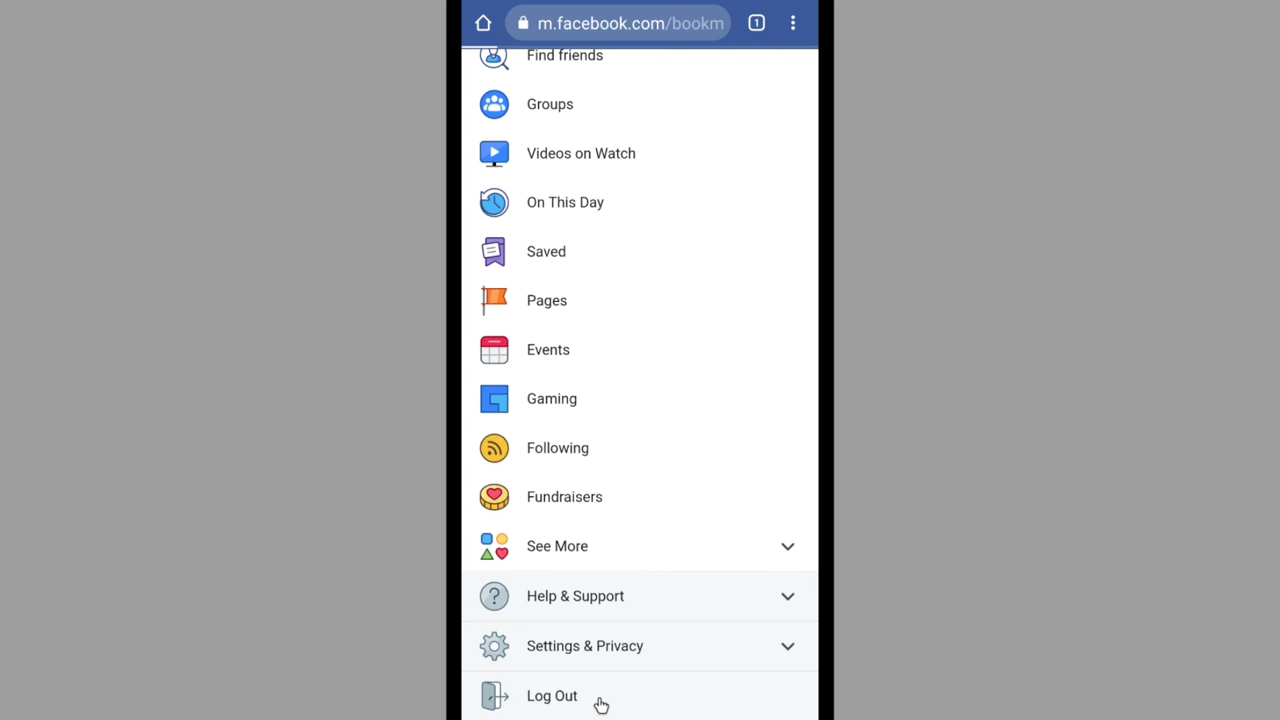 m.facebook.com/bookm
1
Find friends
Groups
Videos on Watch
On This Day
Saved
Pages
Events
Gaming
Following
Fundraisers
See More
?
Help & Support
Settings & Privacy
Log Out